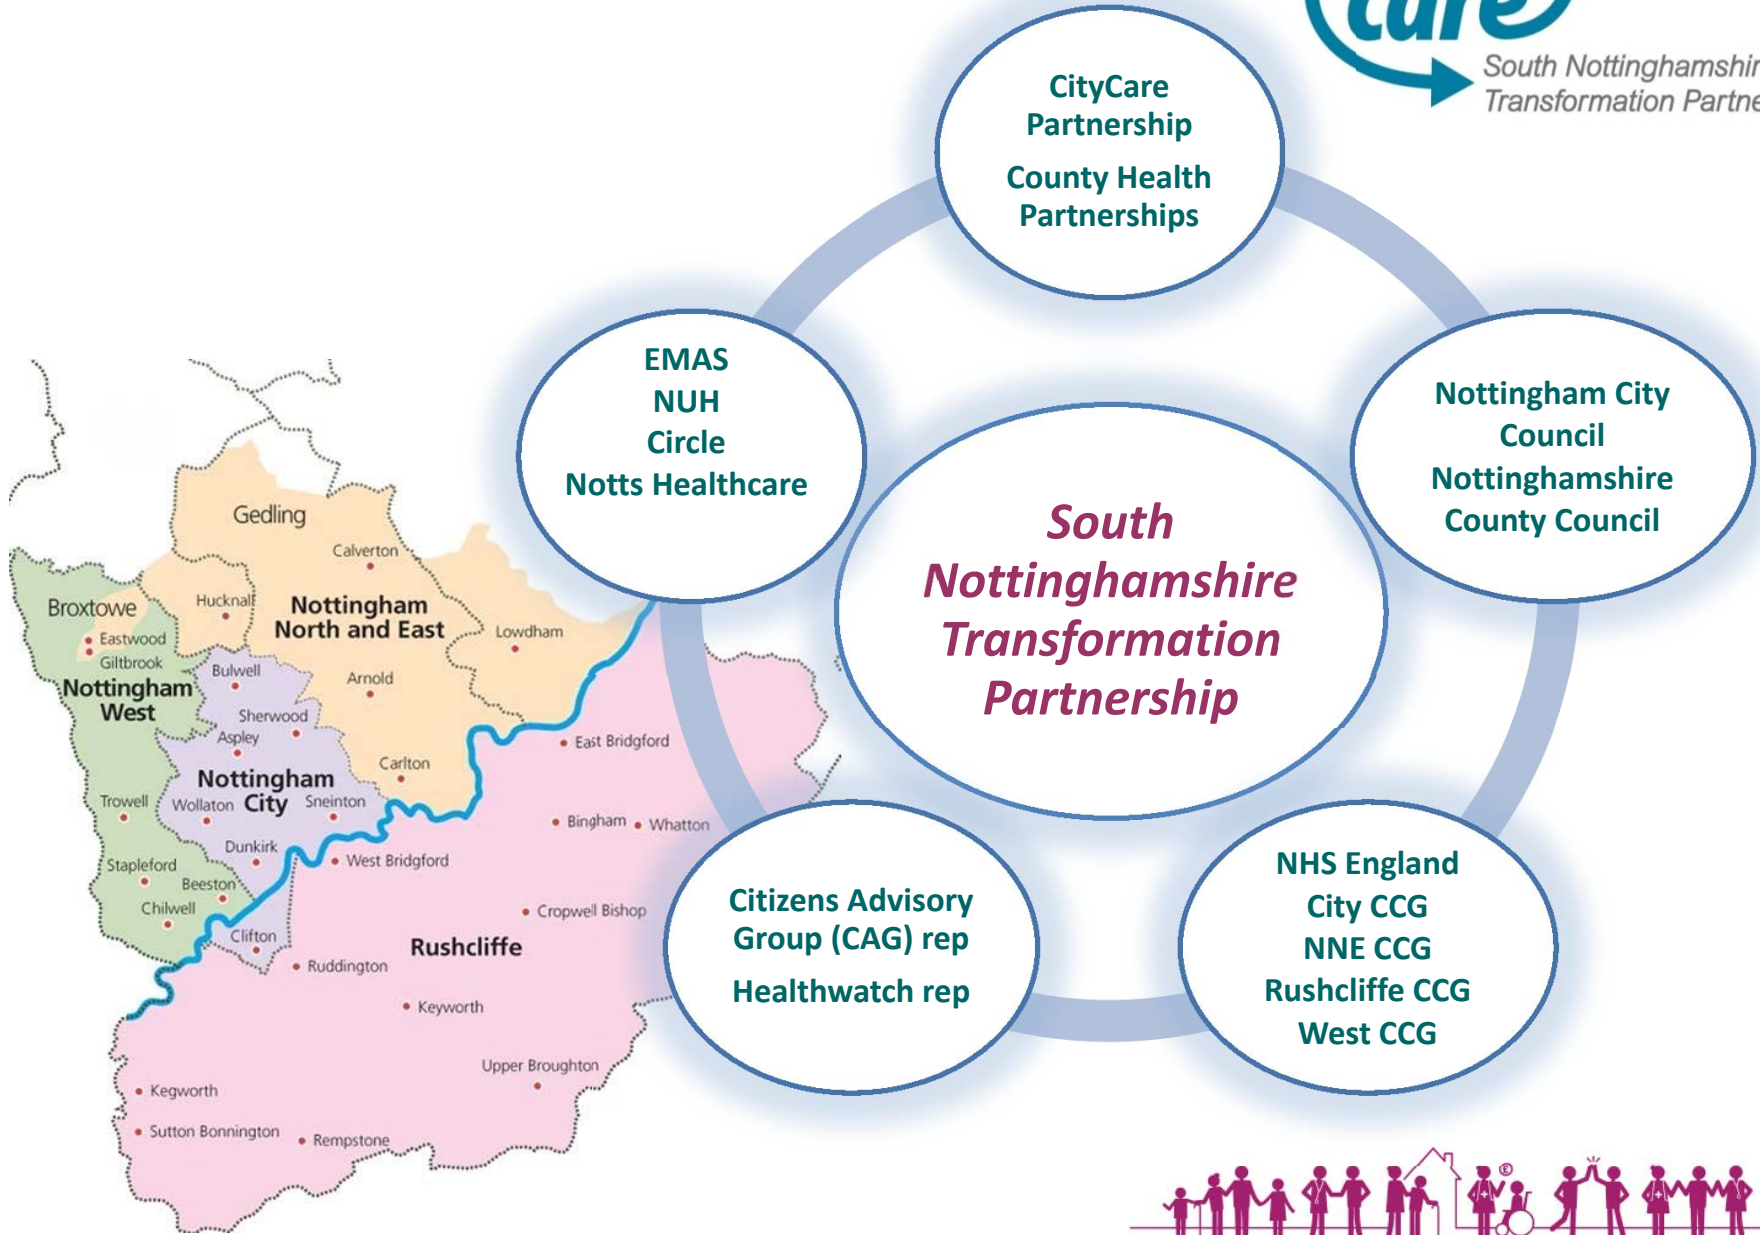 care
South Nottinghamshir
Transformation Partne
CityCare
Partnership
County Health
Partnerships
EMAS
NUH
Circle
Notts Healthcare
Nottingham City
Council
Nottinghamshire
County Council
South
Nottinghamshire
Transformation
Partnership
Citizens Advisory
Group (CAG) rep
Healthwatch rep
NHS England
City CCG
NNE CCG
Rushcliffe CCG
West CCG
Gedling
Calverton
Broxtowe
Hucknall
Nottingham
North and East
Lowdham
Eastwood
Giltbrook
Bulwell
Arnold
Nottingham
West
Sherwood
Aspley
East Bridgford
Carlton
Nottingham
City
Trowell
Wollaton
Sneinton
Bingham
Whatton
Dunkirk
West Bridgford
Stapleford
Beeston
Chilwell
Cropwell Bishop
Clifton
Rushcliffe
Ruddington
Keyworth
Upper Broughton
Kegworth
Sutton Bonnington
Rempstone